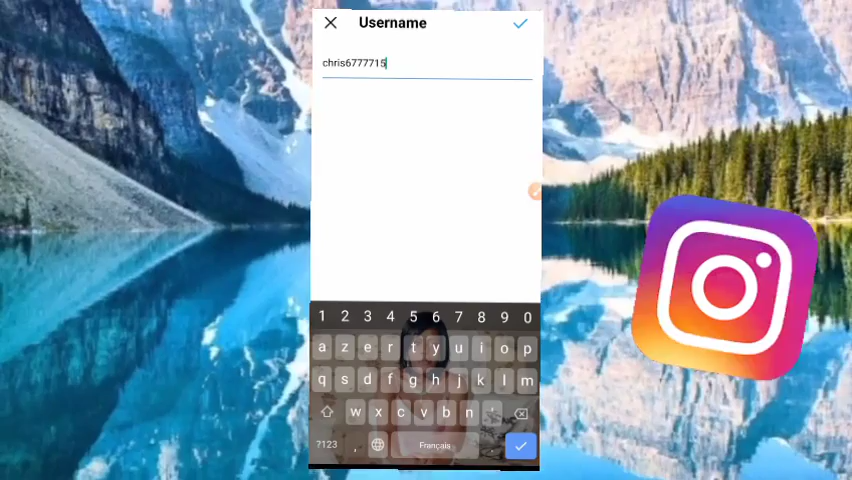 Username
chris6777715
1 2 3 4 5 6 7 8 9 0
a z e r t y u i o p
q s d f g h j k l m
w x c v b n '
?123 , Français .